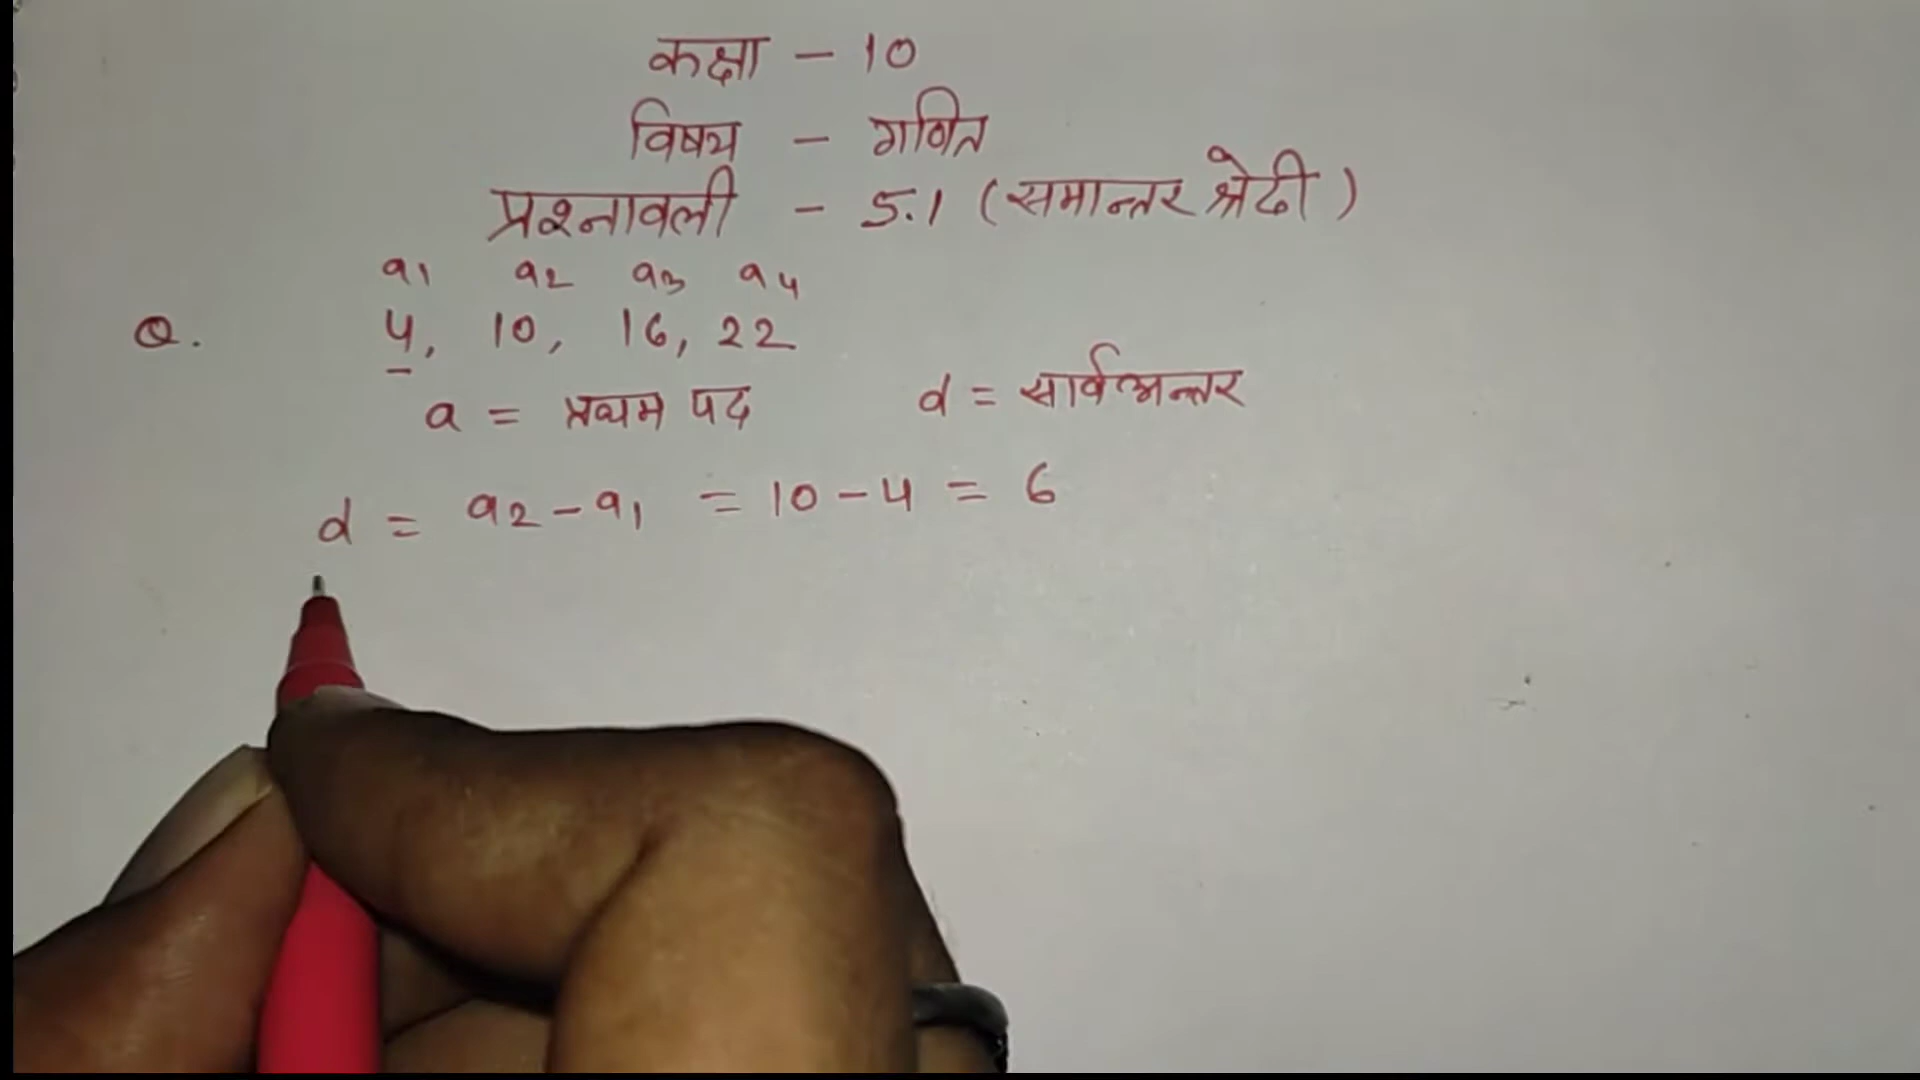 कक्षा - 10
विषय - गणित
प्रश्नावली - 5.1 (समान्तर श्रेढी)
a1 a2 a3 a4
Q. 4, 10, 16, 22
a = प्रथम पद d = सार्वअन्तर
d = a2 - a1 = 10 - 4 = 6